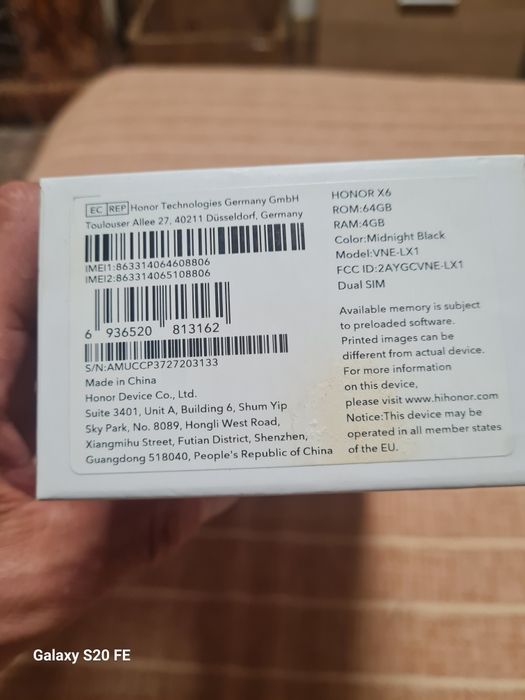 EC REP Honor Technologies Germany GmbH
Toulouser Allee 27, 40211 Düsseldorf, Germany
IMEI1:863314064608806
IMEI2:863314065108806
6 936520 813162
S/N:AMUCCP3727203133
Made in China
Honor Device Co., Ltd.
Suite 3401, Unit A, Building 6, Shum Yip
Sky Park, No. 8089, Hongli West Road,
Xiangmihu Street, Futian District, Shenzhen,
Guangdong 518040, People's Republic of China
HONOR X6
ROM:64GB
RAM:4GB
Color:Midnight Black
Model:VNE-LX1
FCC ID:2AYGCVNE-LX1
Dual SIM
Available memory is subject
to preloaded software.
Printed images can be
different from actual device.
For more information
on this device,
please visit www.hihonor.com
Notice:This device may be
operated in all member states
of the EU.
Galaxy S20 FE